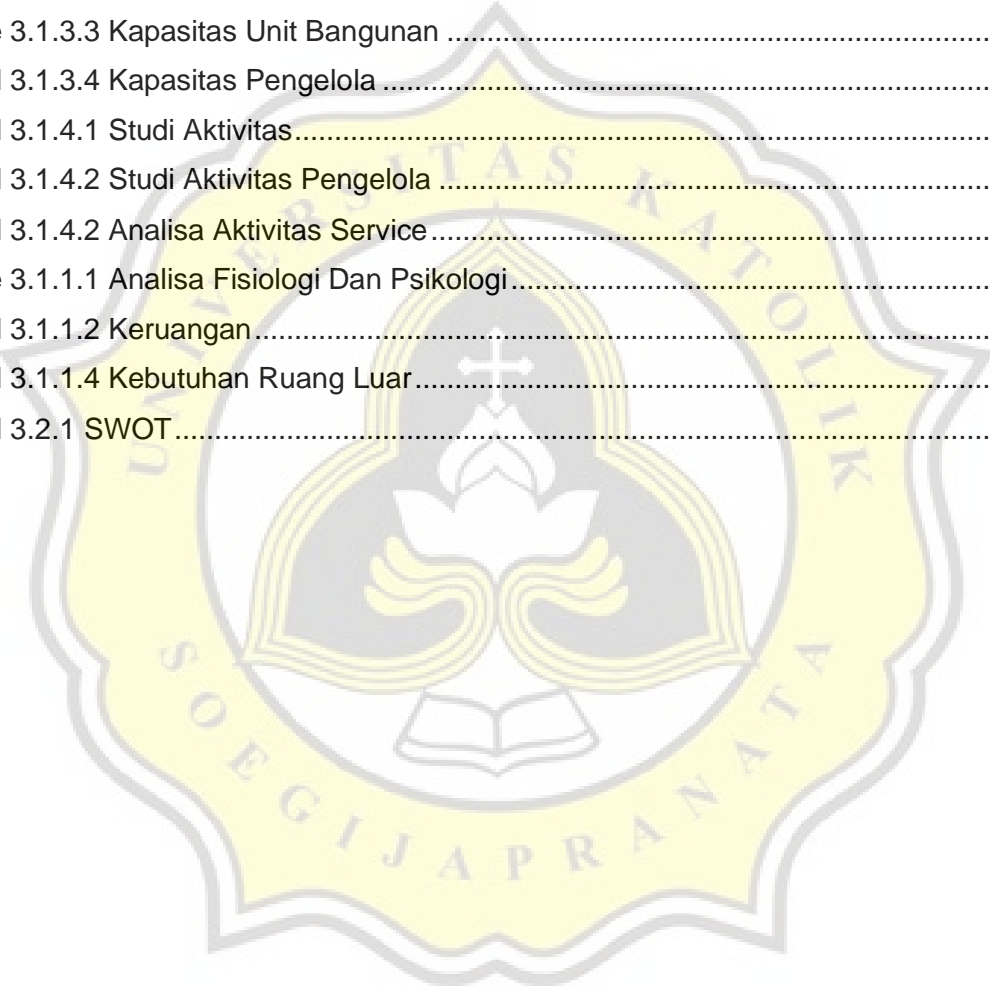 e 3.1.3.3 Kapasitas Unit Bangunan ....................................................................
l 3.1.3.4 Kapasitas Pengelola ............................................................................
l 3.1.4.1 Studi Aktivitas.......................................................................................
l 3.1.4.2 Studi Aktivitas Pengelola .....................................................................
l 3.1.4.2 Analisa Aktivitas Service......................................................................
e 3.1.1.1 Analisa Fisiologi Dan Psikologi............................................................
l 3.1.1.2 Keruangan............................................................................................
l 3.1.1.4 Kebutuhan Ruang Luar........................................................................
l 3.2.1 SWOT......................................................................................................
UNIVERSITAS KATOLIK
SOEGIJAPRANATA